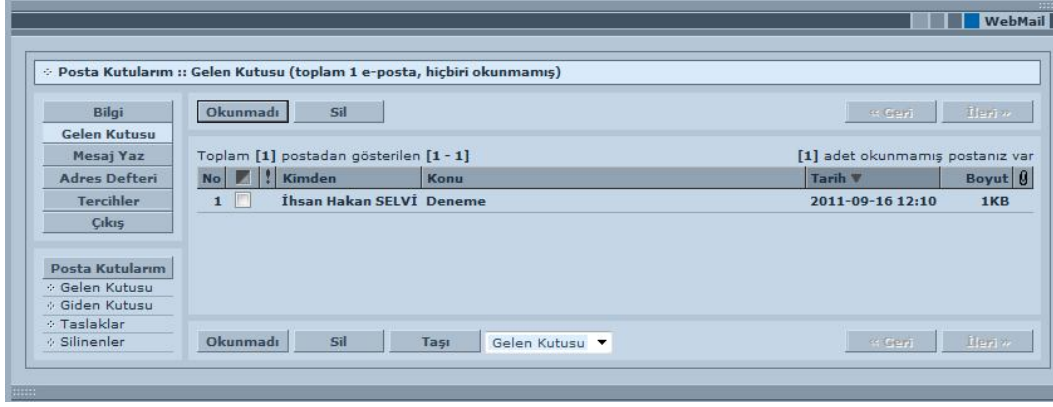 WebMail
Posta Kutularım :: Gelen Kutusu (toplam 1 e-posta, hiçbiri okunmamış)
Bilgi
Gelen Kutusu
Mesaj Yaz
Adres Defteri
Tercihler
Çıkış
Posta Kutularım
Gelen Kutusu
Giden Kutusu
Taslaklar
Silinenler
Okunmadı Sil « Geri İleri »
Toplam [1] postadan gösterilen [1 - 1] [1] adet okunmamış postanız var
No ! Kimden Konu Tarih ▼ Boyut
1 İhsan Hakan SELVİ Deneme 2011-09-16 12:10 1KB
Okunmadı Sil Taşı Gelen Kutusu ▼ « Geri İleri »